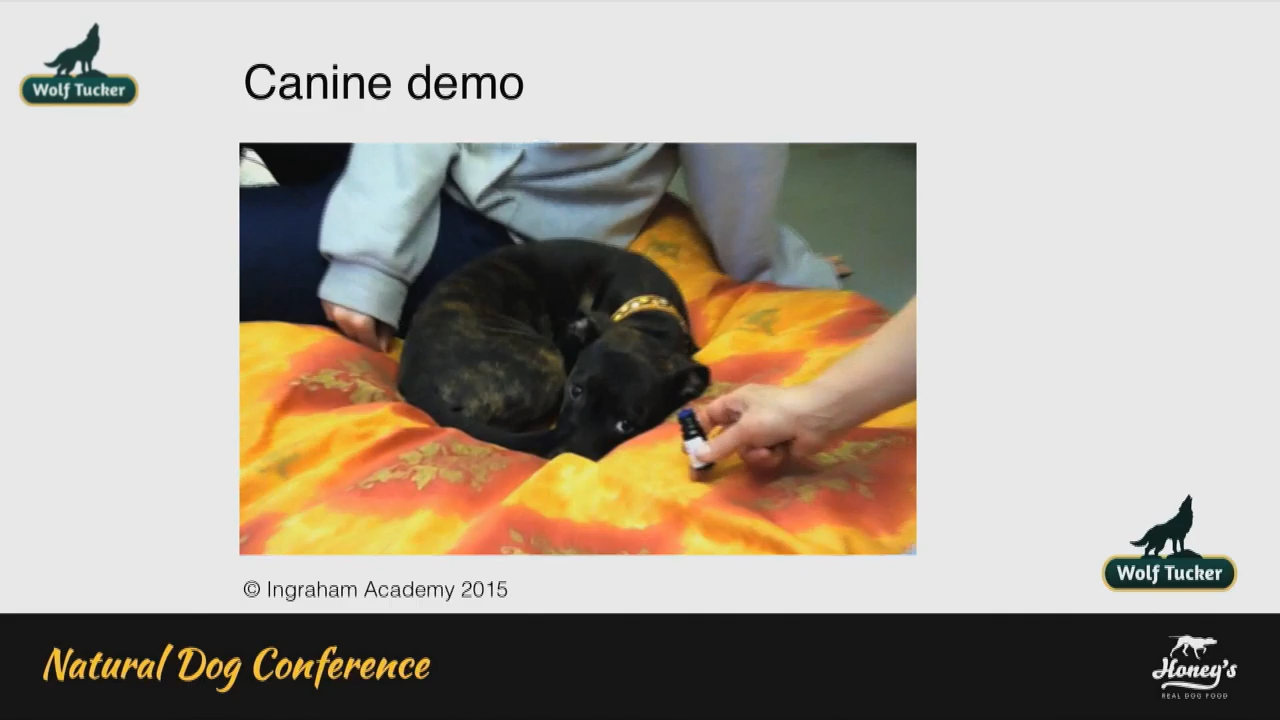 Wolf Tucker
Canine demo
© Ingraham Academy 2015
Wolf Tucker
Natural Dog Conference
Honey's
REAL DOG FOOD